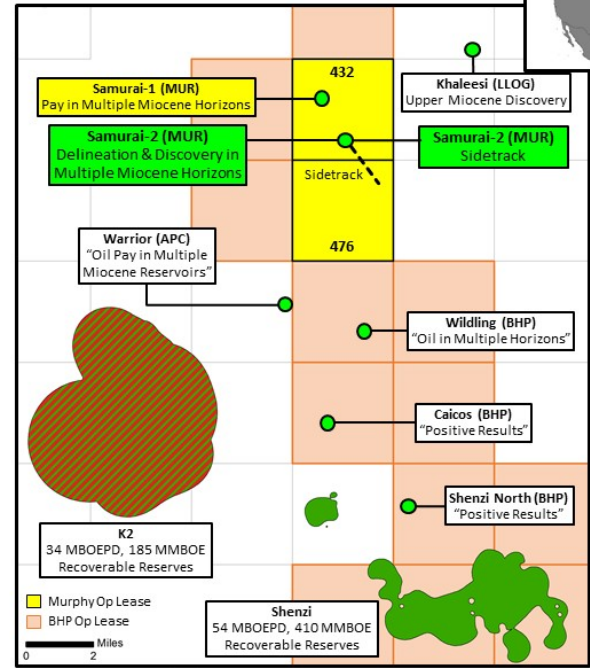 432
Khaleesi (LLOG)
Upper Miocene Discovery
Samurai-1 (MUR)
Pay in Multiple Miocene Horizons
Samurai-2 (MUR)
Delineation & Discovery in
Multiple Miocene Horizons
Samurai-2 (MUR)
Sidetrack
Sidetrack
476
Warrior (APC)
“Oil Pay in Multiple
Miocene Reservoirs”
Wildling (BHP)
“Oil in Multiple Horizons”
Caicos (BHP)
“Positive Results”
Shenzi North (BHP)
“Positive Results”
K2
34 MBOEPD, 185 MMBOE
Recoverable Reserves
Shenzi
54 MBOEPD, 410 MMBOE
Recoverable Reserves
Murphy Op Lease
BHP Op Lease
Miles
0 2